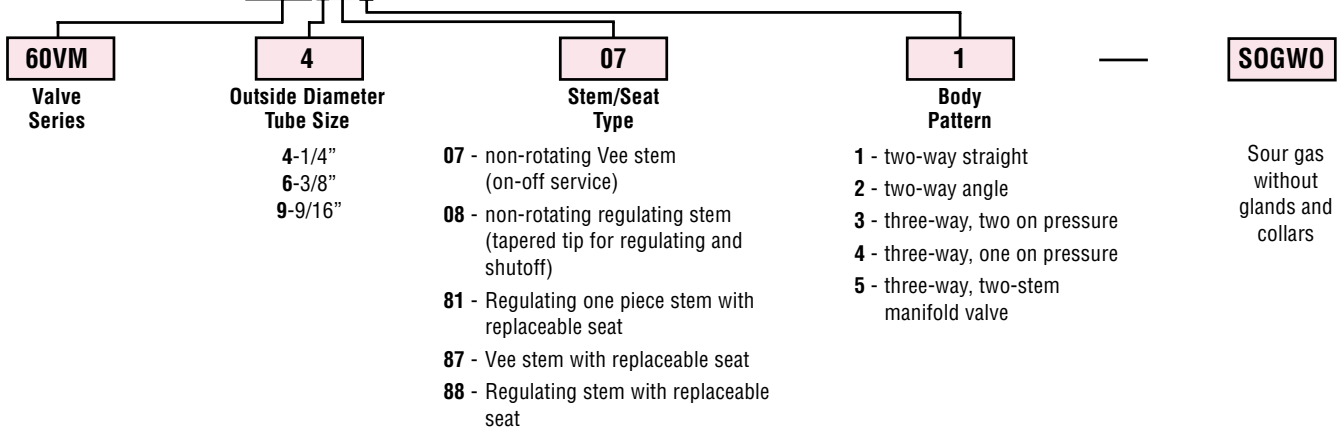 60VM 4 07 1 — SOGWO
Valve
Series
Outside Diameter
Tube Size
4-1/4”
6-3/8”
9-9/16”
Stem/Seat
Type
07 - non-rotating Vee stem
(on-off service)
08 - non-rotating regulating stem
(tapered tip for regulating and
shutoff)
81 - Regulating one piece stem with
replaceable seat
87 - Vee stem with replaceable seat
88 - Regulating stem with replaceable
seat
Body
Pattern
1 - two-way straight
2 - two-way angle
3 - three-way, two on pressure
4 - three-way, one on pressure
5 - three-way, two-stem
manifold valve
Sour gas
without
glands and
collars